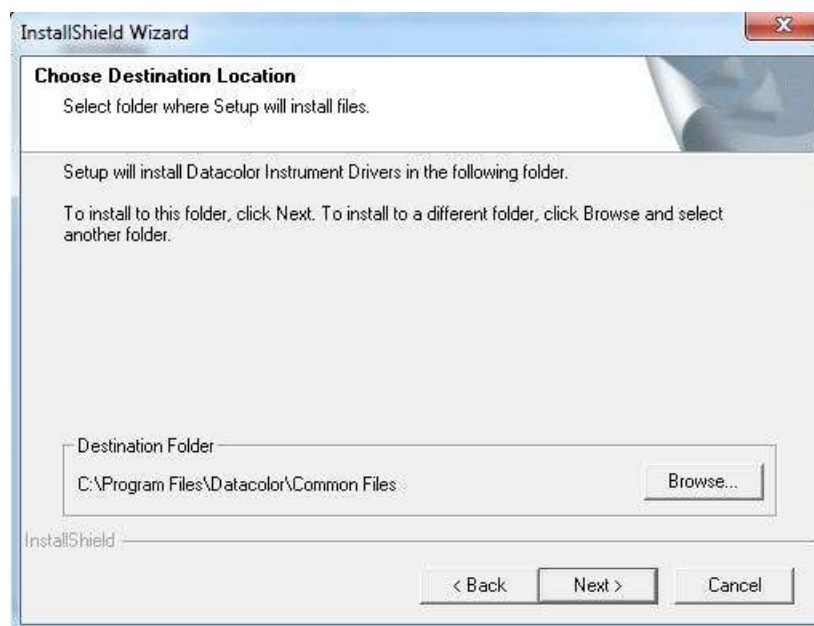 InstallShield Wizard
Choose Destination Location
Select folder where Setup will install files.
Setup will install Datacolor Instrument Drivers in the following folder.
To install to this folder, click Next. To install to a different folder, click Browse and select
another folder.
Destination Folder
C:\Program Files\Datacolor\Common Files
Browse...
InstallShield
< Back
Next >
Cancel